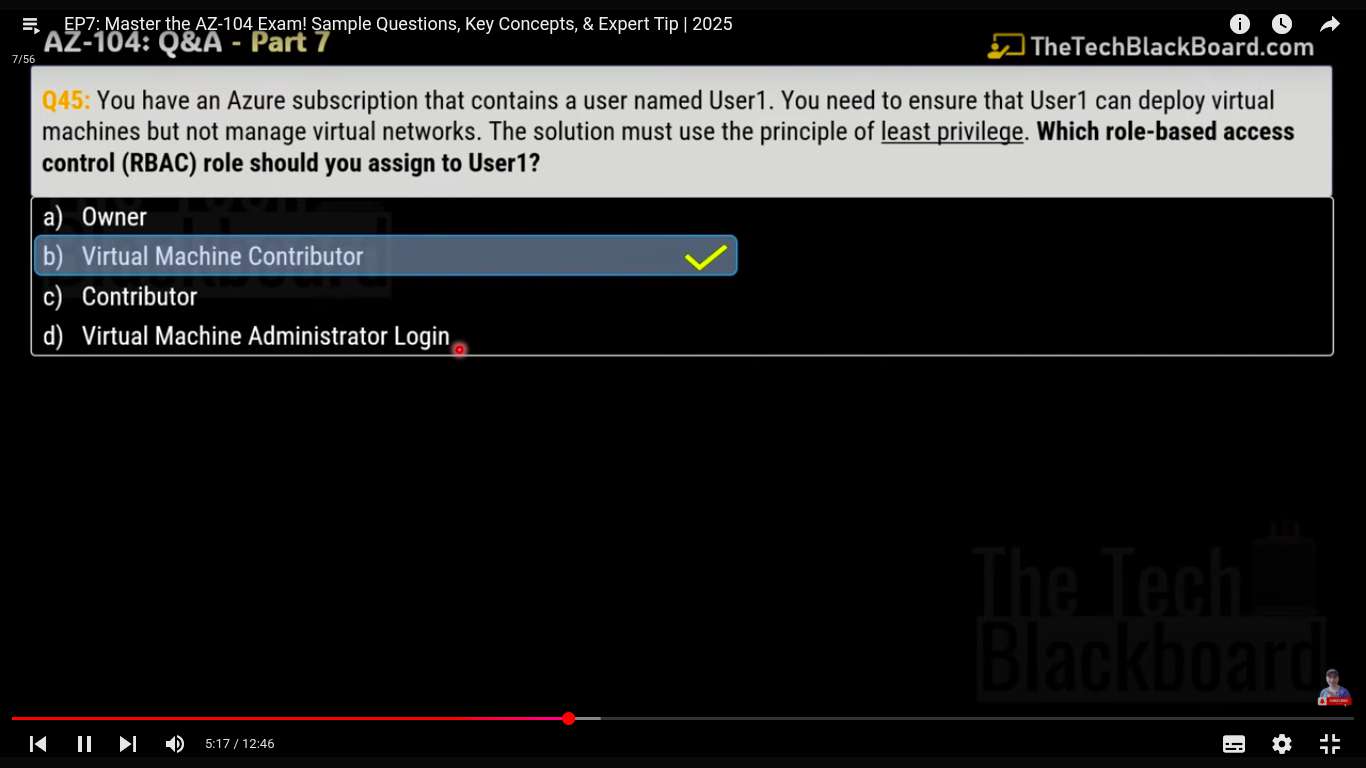 EP7: Master the AZ-104 Exam! Sample Questions, Key Concepts, & Expert Tip | 2025
AZ-104: Q&A - Part 7
TheTechBlackBoard.com
7/56
Q45: You have an Azure subscription that contains a user named User1. You need to ensure that User1 can deploy virtual
machines but not manage virtual networks. The solution must use the principle of least privilege. Which role-based access
control (RBAC) role should you assign to User1?
a) Owner
b) Virtual Machine Contributor
c) Contributor
d) Virtual Machine Administrator Login
The Tech
Blackboard
5:17 / 12:46